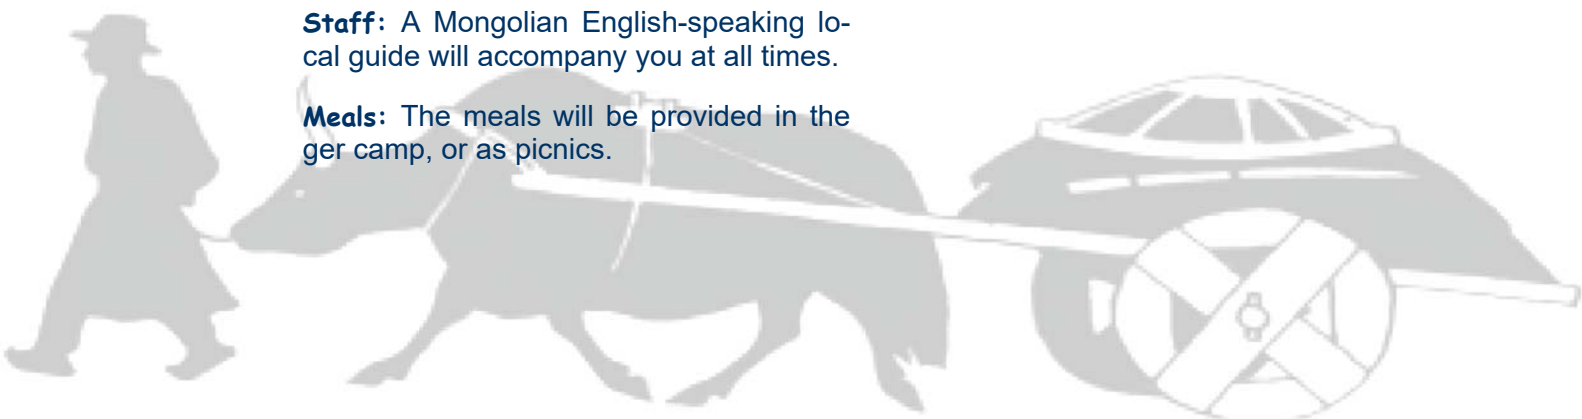 Staff: A Mongolian English-speaking lo-
cal guide will accompany you at all times.
Meals: The meals will be provided in the
ger camp, or as picnics.